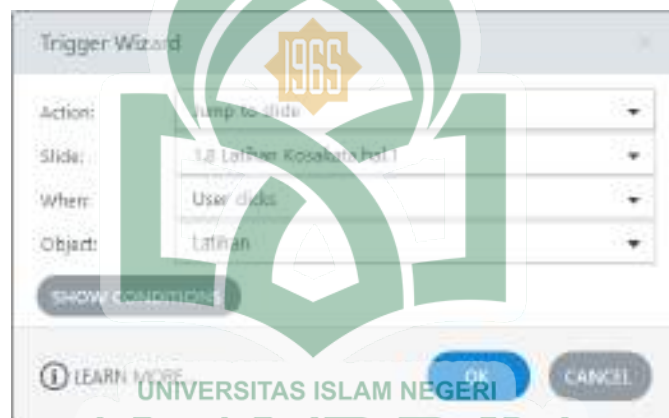 Trigger Wizard
1965
Action: Jump to slide
Slide: 1.8 Latihan Kosakata,hal.1
When: User clicks
Object: Latihan
SHOW CONDITIONS
LEARN MORE...
OK
CANCEL
UNIVERSITAS ISLAM NEGERI